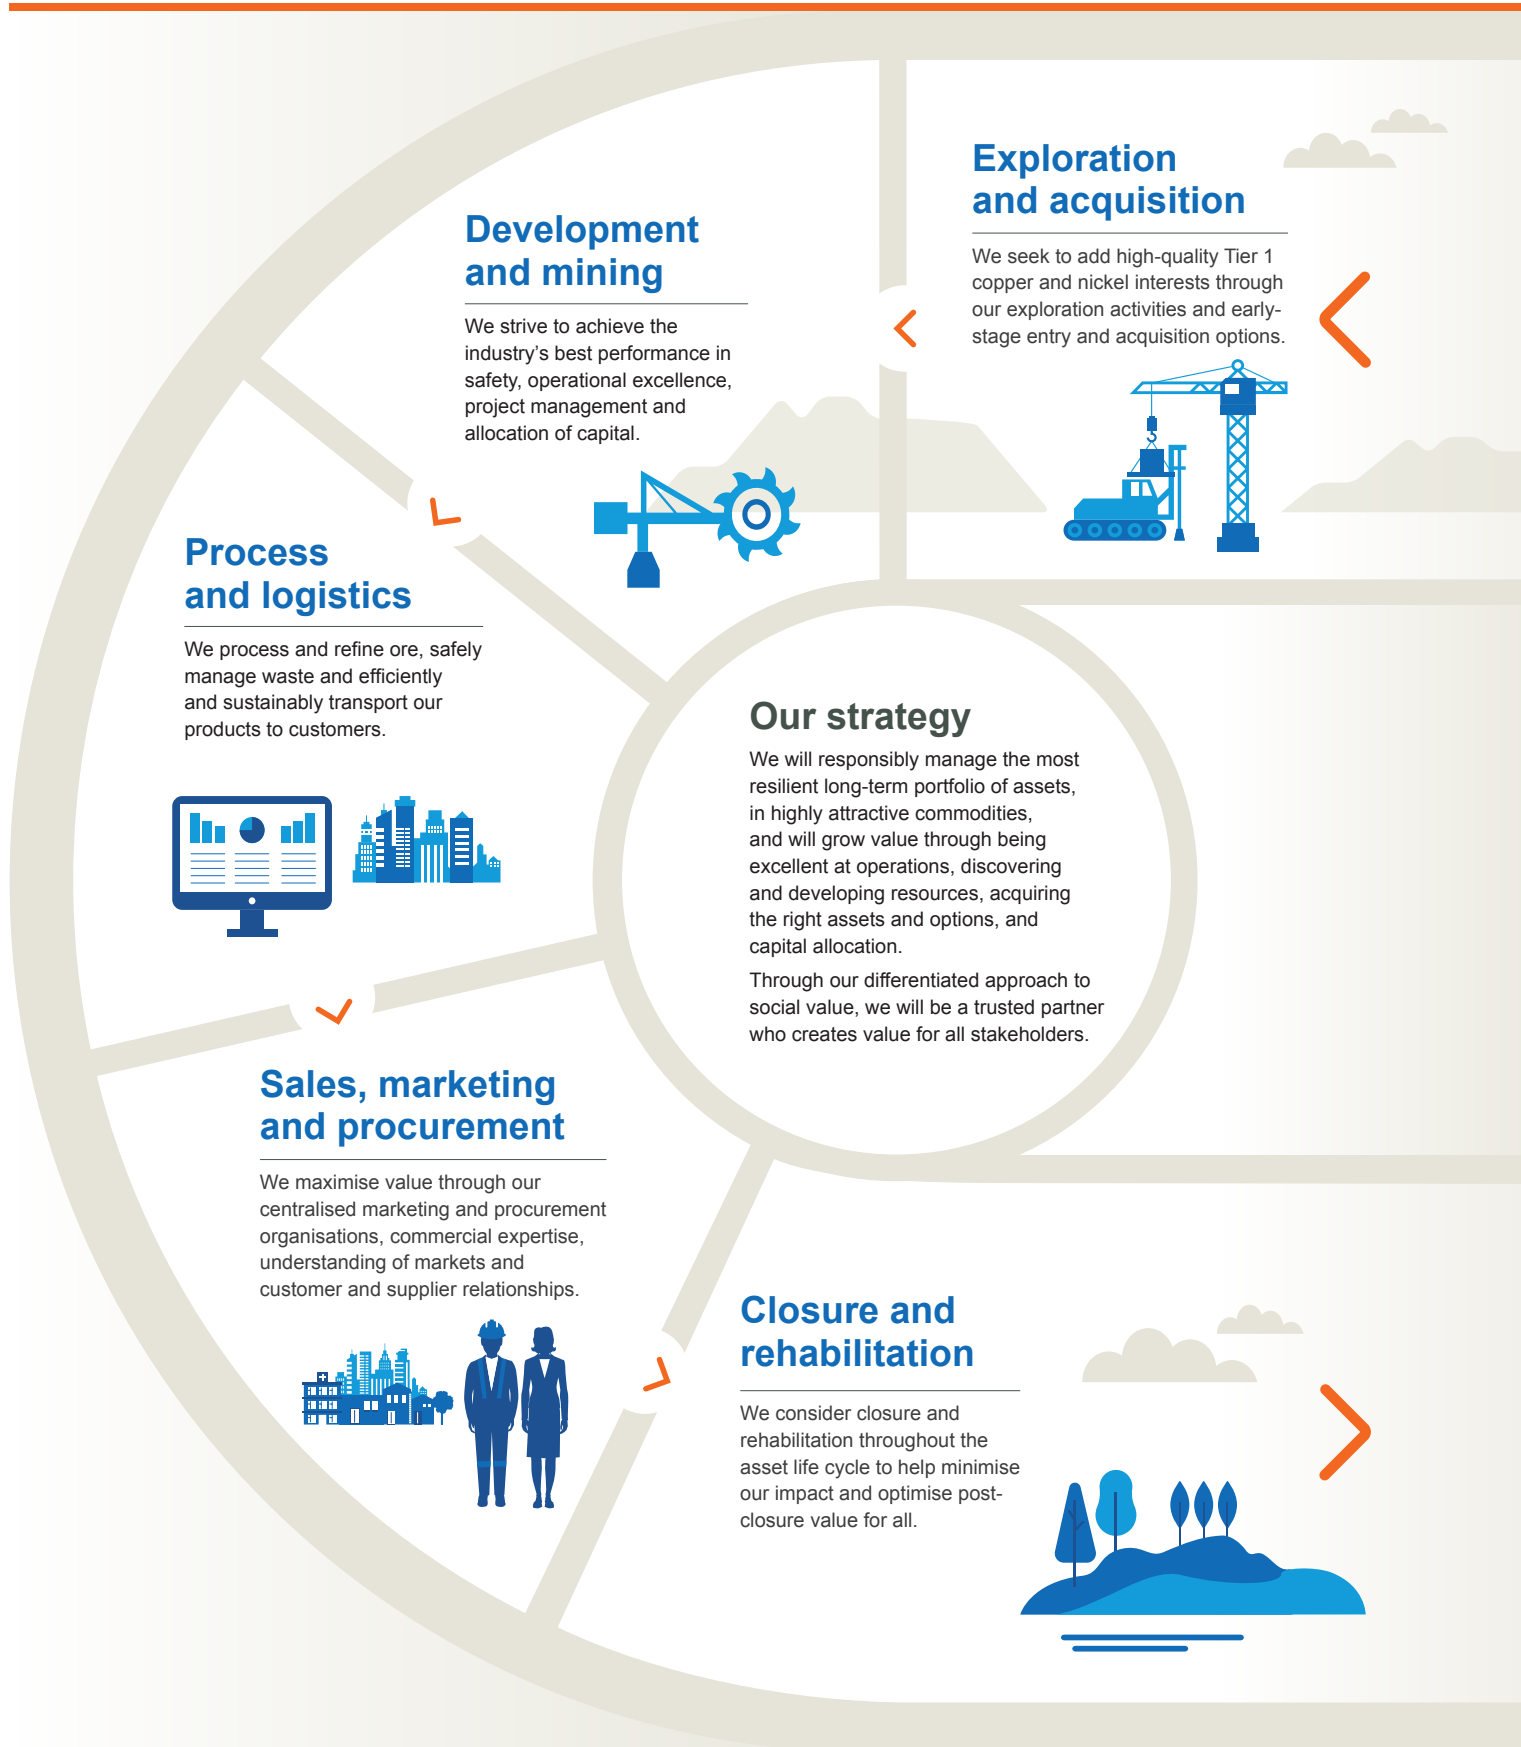 Exploration
and acquisition
We seek to add high-quality Tier 1
copper and nickel interests through
our exploration activities and early-
stage entry and acquisition options.
Development
and mining
We strive to achieve the
industry's best performance in
safety, operational excellence,
project management and
allocation of capital.
Process
and logistics
We process and refine ore, safely
manage waste and efficiently
and sustainably transport our
products to customers.
Our strategy
We will responsibly manage the most
resilient long-term portfolio of assets,
in highly attractive commodities,
and will grow value through being
excellent at operations, discovering
and developing resources, acquiring
the right assets and options, and
capital allocation.
Through our differentiated approach to
social value, we will be a trusted partner
who creates value for all stakeholders.
Sales, marketing
and procurement
We maximise value through our
centralised marketing and procurement
organisations, commercial expertise,
understanding of markets and
customer and supplier relationships.
Closure and
rehabilitation
We consider closure and
rehabilitation throughout the
asset life cycle to help minimise
our impact and optimise post-
closure value for all.